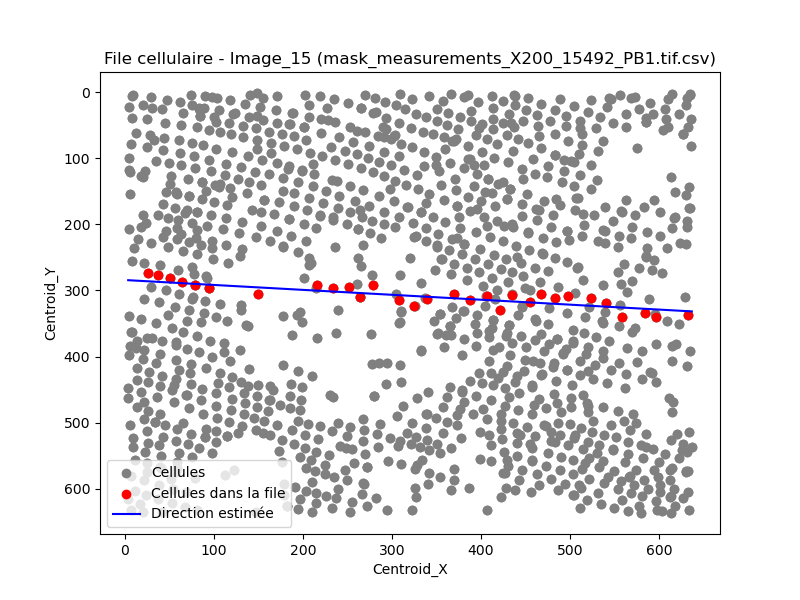 File cellulaire - Image_15 (mask_measurements_X200_15492_PB1.tif.csv)
0
100
200
300
400
500
600
Centroid_Y
Cellules
Cellules dans la file
Direction estimée
0 100 200 300 400 500 600
Centroid_X